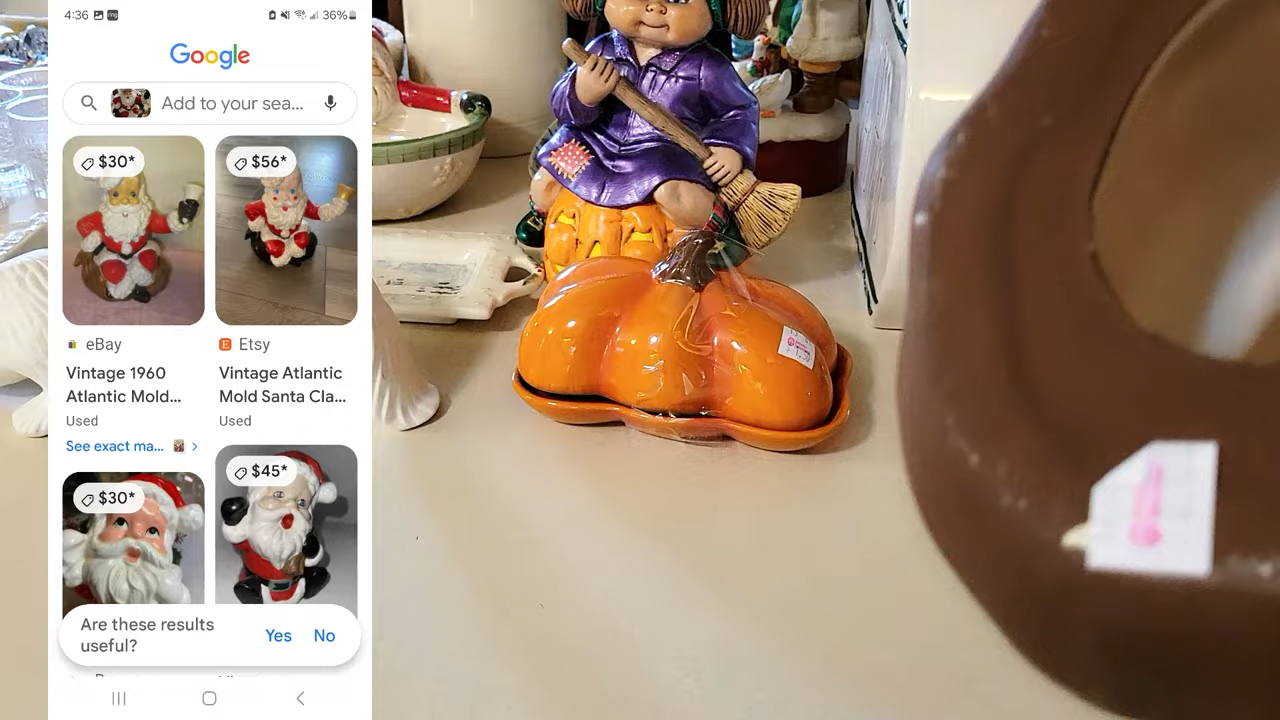 4:36
36%
Google
Add to your sea...
$30*
$56*
eBay
Etsy
Vintage 1960
Atlantic Mold...
Vintage Atlantic
Mold Santa Cla...
Used
Used
See exact ma...
$30*
$45*
Are these results
useful?
Yes
No